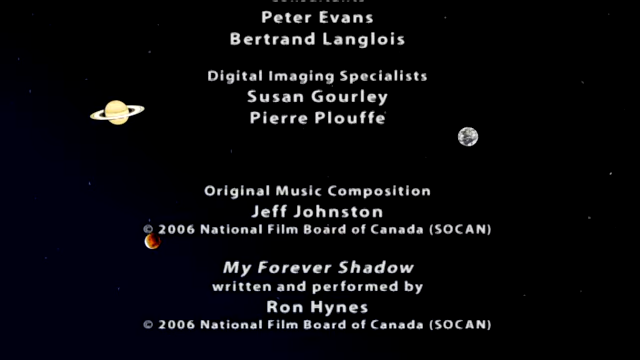 Consultants
Peter Evans
Bertrand Langlois
Digital Imaging Specialists
Susan Gourley
Pierre Plouffe
Original Music Composition
Jeff Johnston
© 2006 National Film Board of Canada (SOCAN)
My Forever Shadow
written and performed by
Ron Hynes
© 2006 National Film Board of Canada (SOCAN)